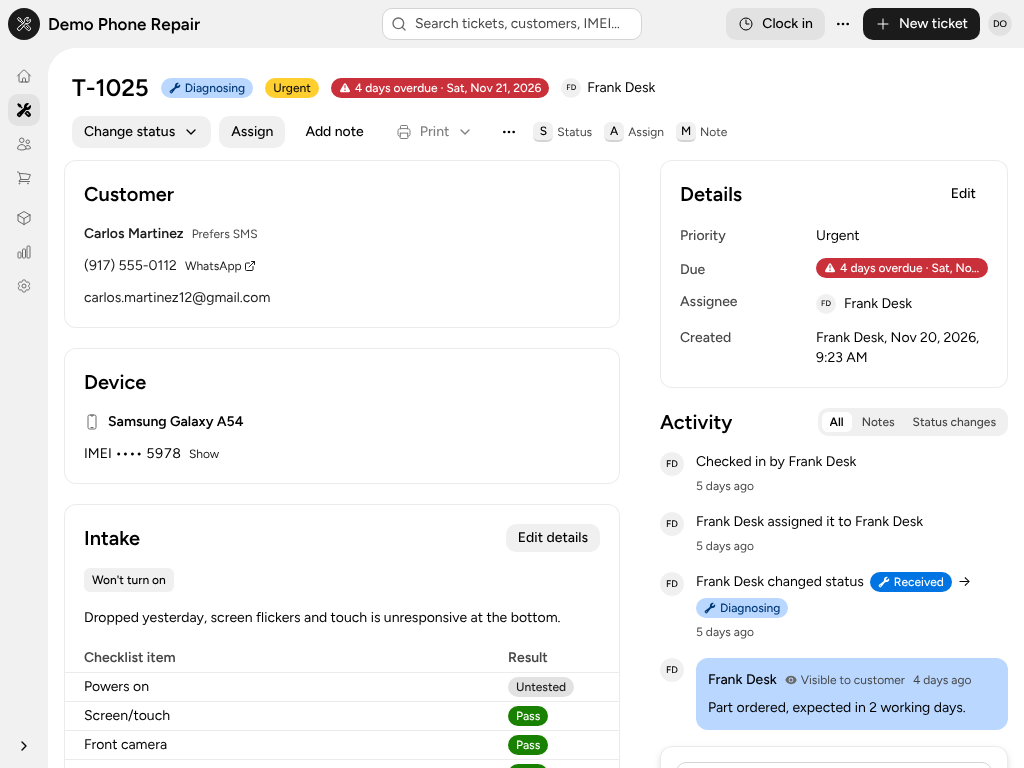 Demo Phone Repair
Search tickets, customers, IMEI...
Clock in
New ticket
DO
T-1025
Diagnosing
Urgent
4 days overdue · Sat, Nov 21, 2026
FD
Frank Desk
Change status
Assign
Add note
Print
S Status
A Assign
M Note
Customer
Carlos Martinez Prefers SMS
(917) 555-0112 WhatsApp
carlos.martinez12@gmail.com
Device
Samsung Galaxy A54
IMEI •••• 5978 Show
Intake
Edit details
Won't turn on
Dropped yesterday, screen flickers and touch is unresponsive at the bottom.
Checklist item Result
Powers on Untested
Screen/touch Pass
Front camera Pass
Details
Edit
Priority Urgent
Due 4 days overdue · Sat, No...
Assignee FD Frank Desk
Created Frank Desk, Nov 20, 2026,
9:23 AM
Activity
All Notes Status changes
FD Checked in by Frank Desk
5 days ago
FD Frank Desk assigned it to Frank Desk
5 days ago
FD Frank Desk changed status Received →
Diagnosing
5 days ago
FD Frank Desk Visible to customer 4 days ago
Part ordered, expected in 2 working days.